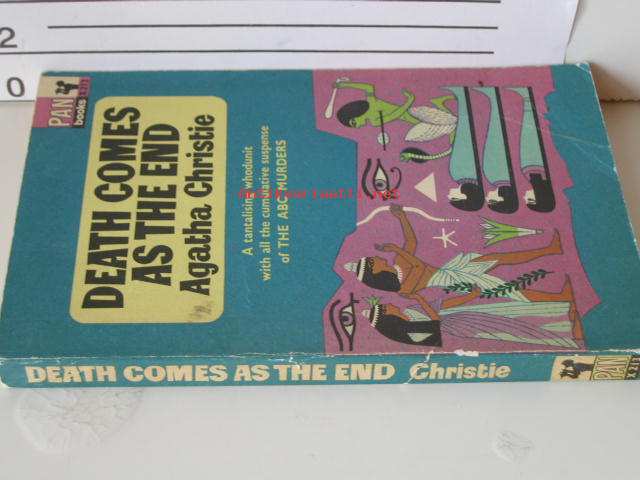 2
0
PAN
books
DEATH COMES
AS THE END
Agatha Christie
A tantalising whodunit
with all the cumulative suspense
of THE ABC MURDERS
DEATH COMES AS THE END Christie
PAN